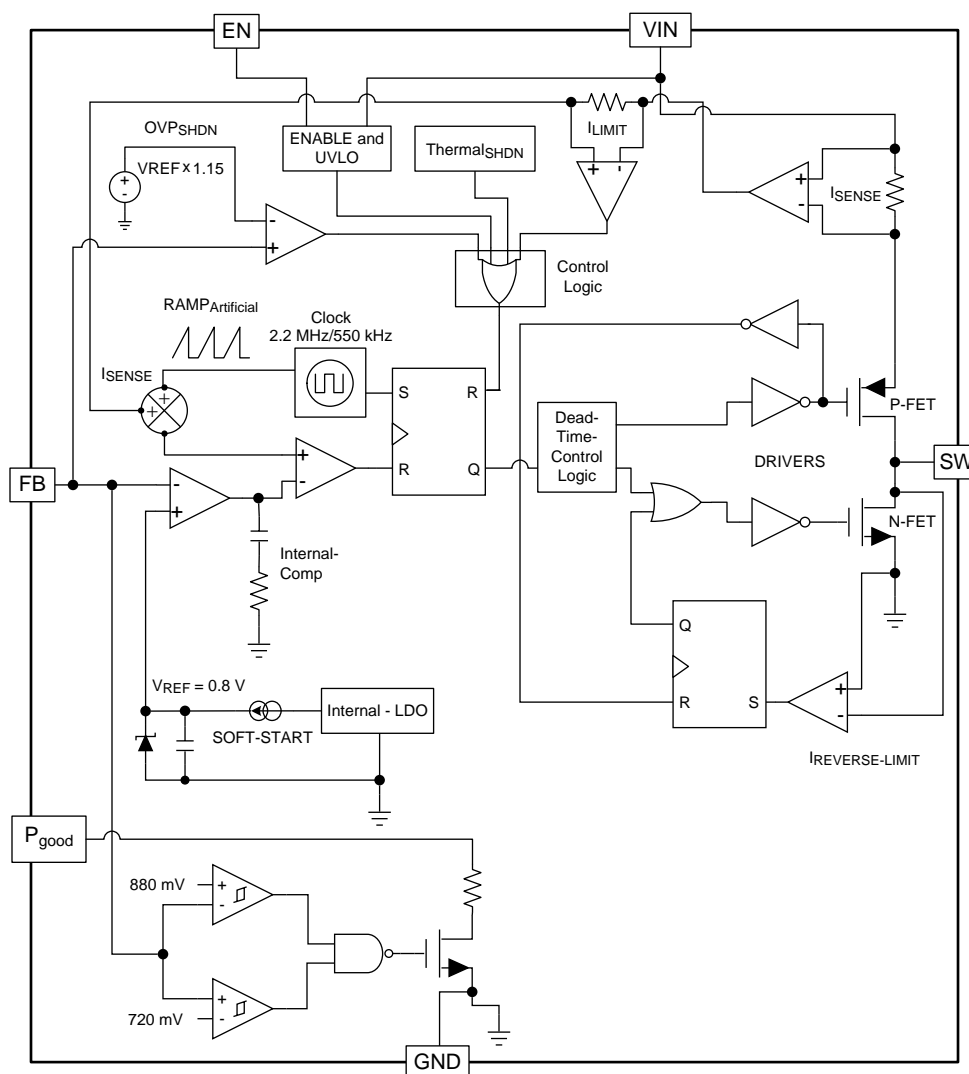 EN
VIN
OVPSHDN
VREF x 1.15
+
-
ENABLE and
UVLO
ThermalSHDN
ILIMIT
+ -
+
-
ISENSE
-
+
Control
Logic
RAMPArtificial
Clock
2.2 MHz/550 kHz
ISENSE
+
+
+
S
R
R
Q
Dead-
Time-
Control
Logic
P-FET
DRIVERS
SW
FB
-
+
+
-
N-FET
Internal-
Comp
Q
R
S
+
-
IREVERSE-LIMIT
VREF = 0.8 V
Internal - LDO
SOFT-START
Pgood
880 mV
+
-
+
-
720 mV
GND